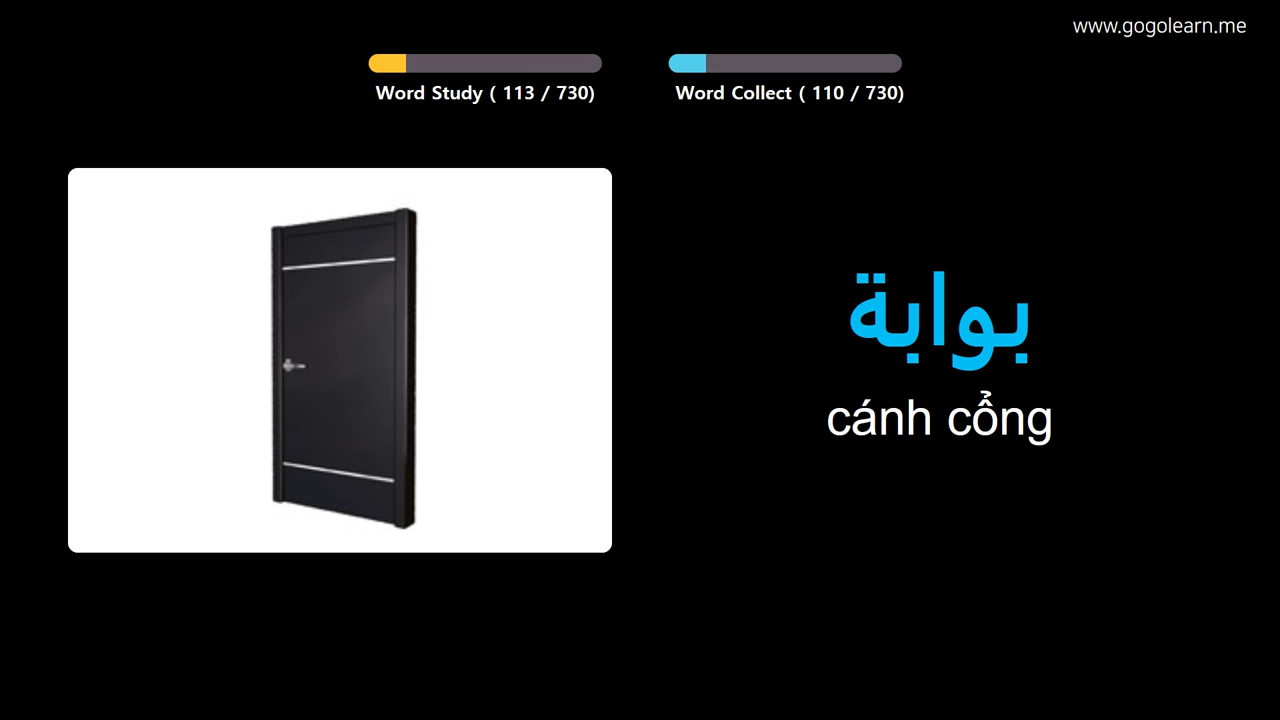 www.gogolearn.me
Word Study ( 113 / 730)
Word Collect ( 110 / 730)
بوابة
cánh cổng